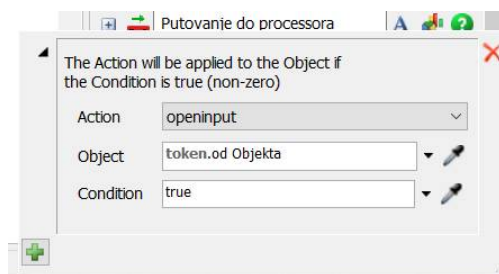 Putovanje do processora
A
The Action will be applied to the Object if
the Condition is true (non-zero)
Action openinput
Object token.od Objekta
Condition true